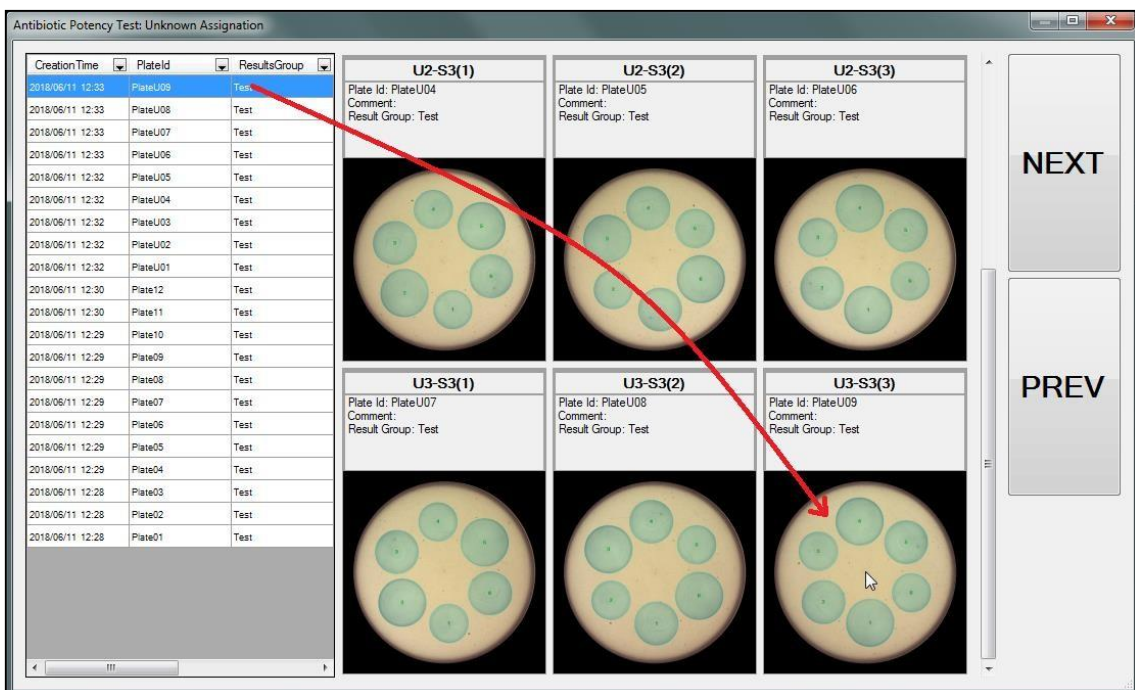 Antibiotic Potency Test: Unknown Assignation
CreationTime PlateId ResultsGroup
2018/06/11 12:33 PlateU09 Test
2018/06/11 12:33 PlateU08 Test
2018/06/11 12:33 PlateU07 Test
2018/06/11 12:33 PlateU06 Test
2018/06/11 12:32 PlateU05 Test
2018/06/11 12:32 PlateU04 Test
2018/06/11 12:32 PlateU03 Test
2018/06/11 12:32 PlateU02 Test
2018/06/11 12:32 PlateU01 Test
2018/06/11 12:30 Plate12 Test
2018/06/11 12:30 Plate11 Test
2018/06/11 12:29 Plate10 Test
2018/06/11 12:29 Plate09 Test
2018/06/11 12:29 Plate08 Test
2018/06/11 12:29 Plate07 Test
2018/06/11 12:29 Plate06 Test
2018/06/11 12:29 Plate05 Test
2018/06/11 12:29 Plate04 Test
2018/06/11 12:28 Plate03 Test
2018/06/11 12:28 Plate02 Test
2018/06/11 12:28 Plate01 Test
U2-S3(1)
Plate Id: PlateU04
Comment:
Result Group: Test
U2-S3(2)
Plate Id: PlateU05
Comment:
Result Group: Test
U2-S3(3)
Plate Id: PlateU06
Comment:
Result Group: Test
U3-S3(1)
Plate Id: PlateU07
Comment:
Result Group: Test
U3-S3(2)
Plate Id: PlateU08
Comment:
Result Group: Test
U3-S3(3)
Plate Id: PlateU09
Comment:
Result Group: Test
NEXT
PREV